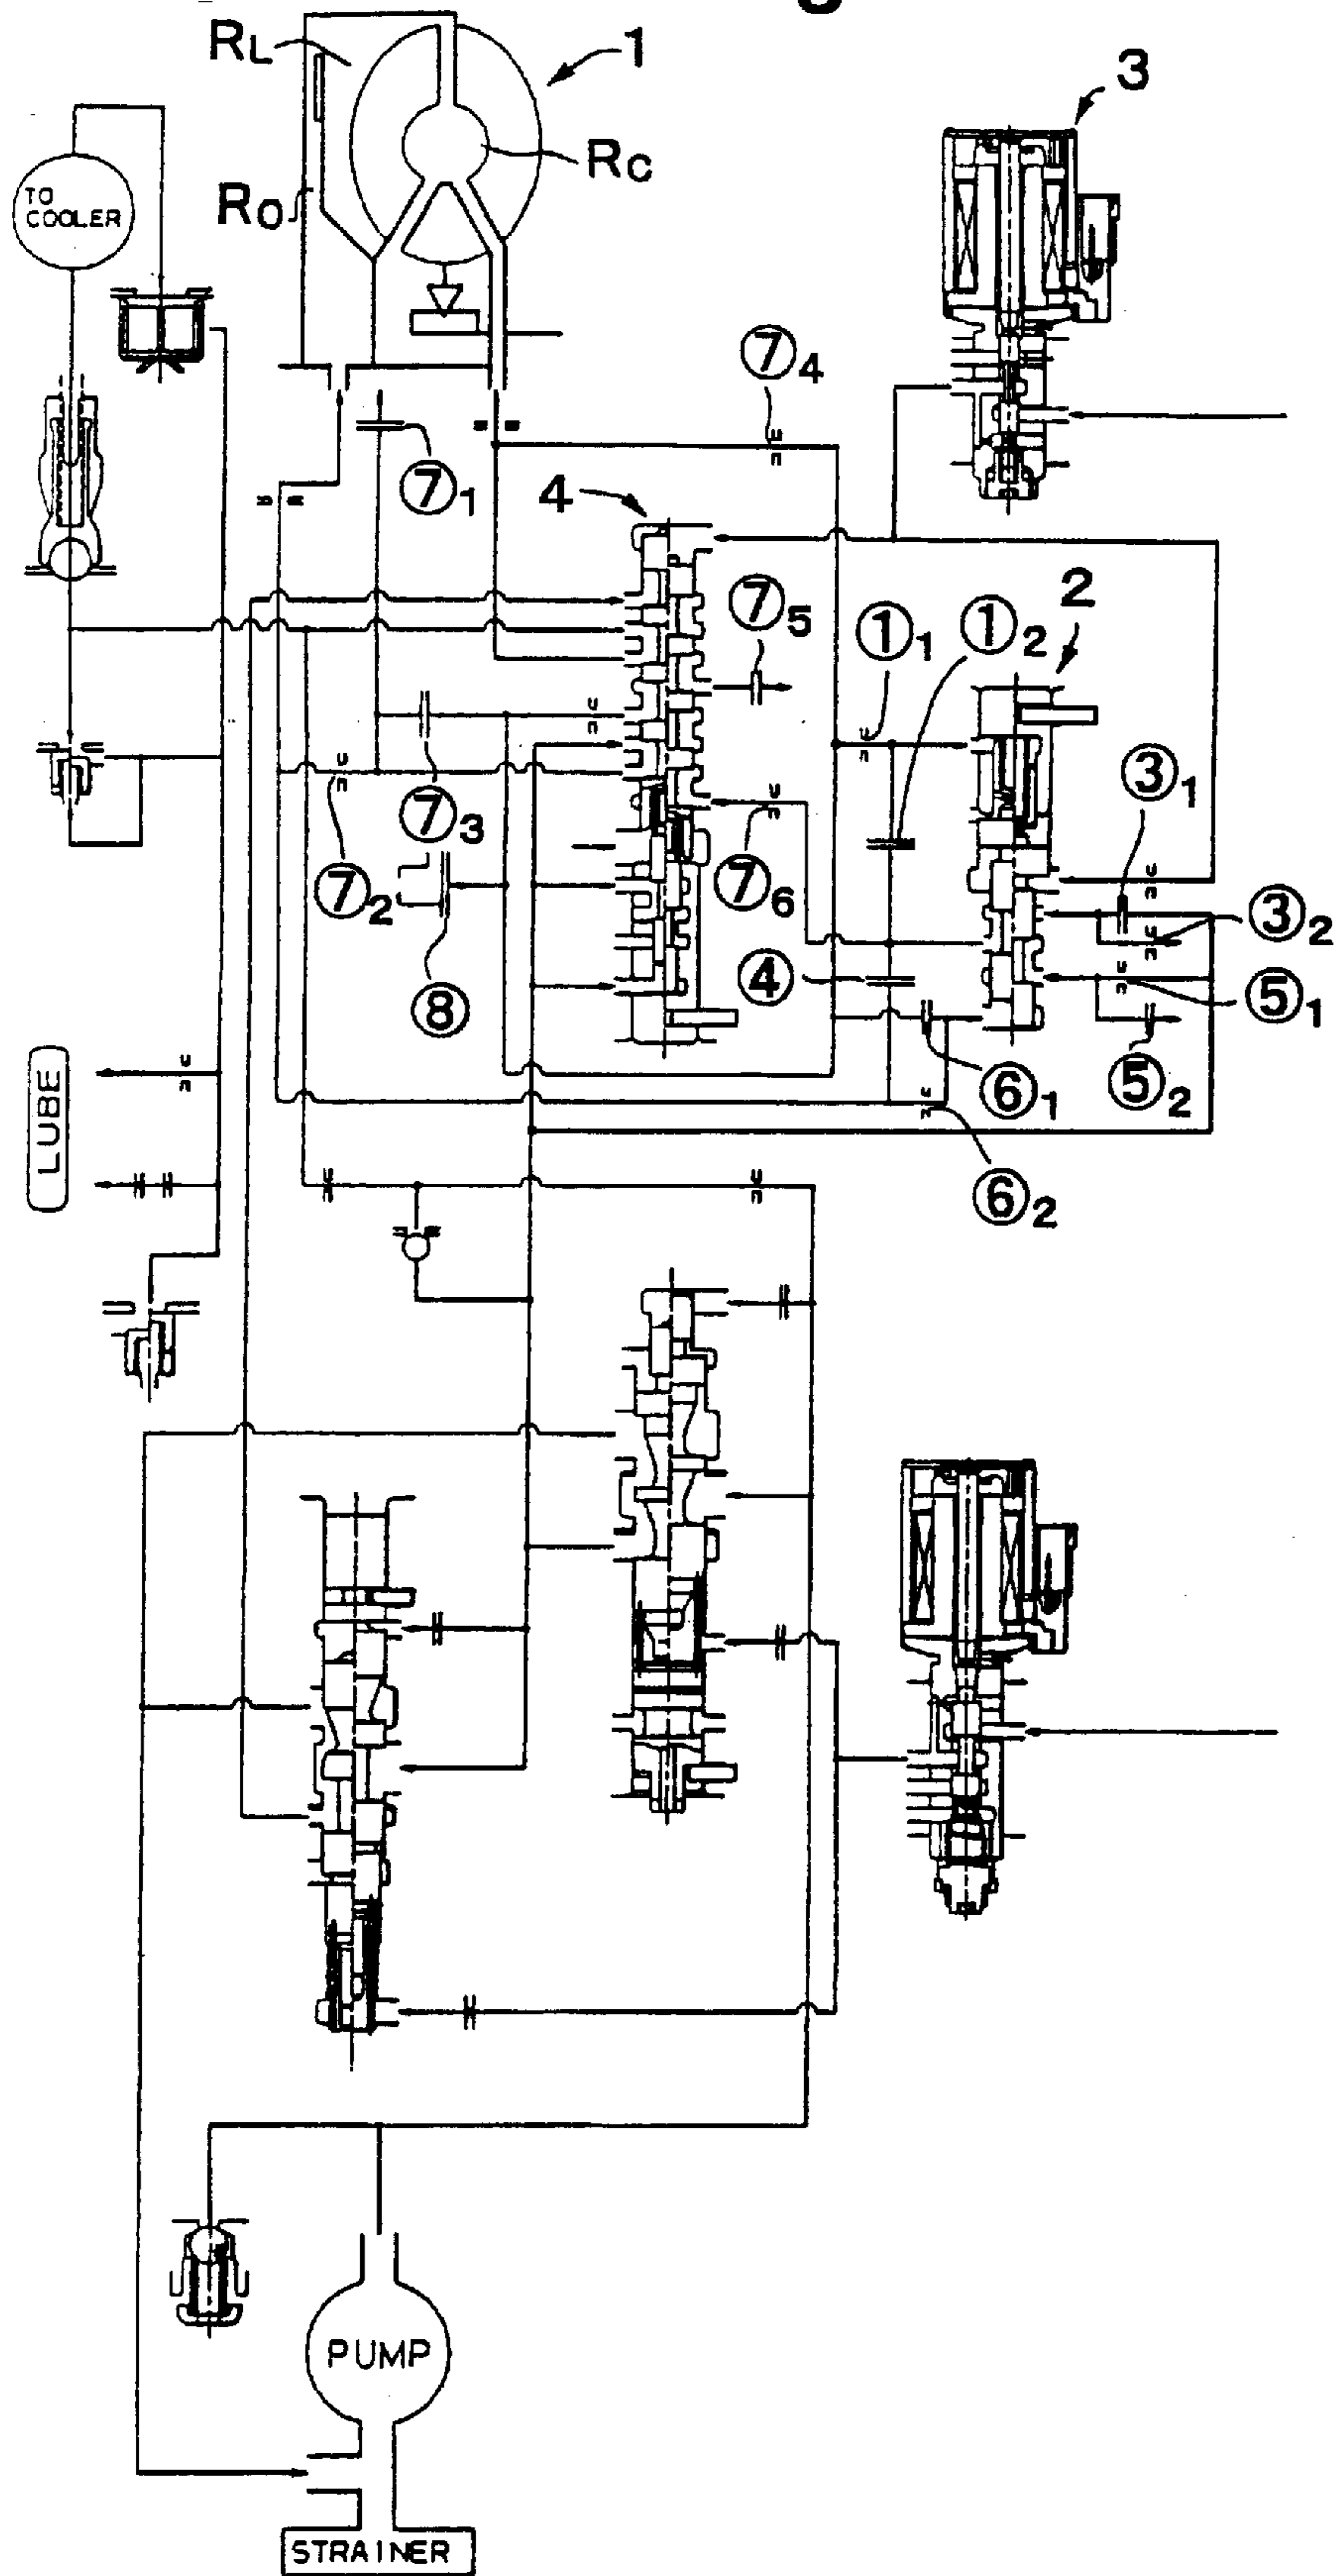 RL
1
3
RC
TO
COOLER
RO
⑦4
⑦1
4
⑦5
①1
①2
2
③1
⑦3
⑦2
⑦6
③2
④
⑤1
⑧
⑥1
⑤2
LUBE
⑥2
PUMP
STRAINER